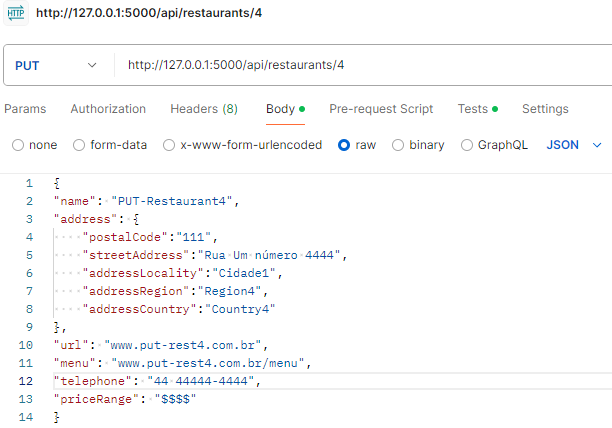 HTTP http://127.0.0.1:5000/api/restaurants/4
PUT http://127.0.0.1:5000/api/restaurants/4
Params Authorization Headers (8) Body Pre-request Script Tests Settings
none form-data x-www-form-urlencoded raw binary GraphQL JSON
1 {
2 "name": "PUT-Restaurant4",
3 "address": {
4 "postalCode":"111",
5 "streetAddress":"Rua Um número 4444",
6 "addressLocality":"Cidade1",
7 "addressRegion":"Region4",
8 "addressCountry":"Country4"
9 },
10 "url": "www.put-rest4.com.br",
11 "menu": "www.put-rest4.com.br/menu",
12 "telephone": "44 44444-4444",
13 "priceRange": "$$$$"
14 }